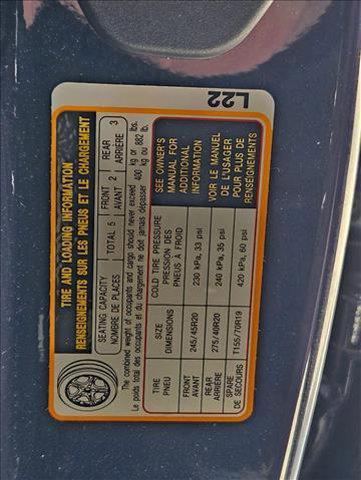 TIRE AND LOADING INFORMATION
RENSEIGNEMENTS SUR LES PNEUS ET LE CHARGEMENT
SEATING CAPACITY
NOMBRE DE PLACES
TOTAL 5
FRONT
AVANT 2
REAR
ARRIÈRE 3
The combined weight of occupants and cargo should never exceed 400 kg or 882 lbs.
Le poids total des occupants et du chargement ne doit jamais dépasser 400 kg ou 882 lb.
TIRE
PNEU
SIZE
DIMENSIONS
COLD TIRE PRESSURE
PRESSION DES
PNEUS À FROID
SEE OWNER'S
MANUAL FOR
ADDITIONAL
INFORMATION
VOIR LE MANUEL
DE L'USAGER
POUR PLUS DE
RENSEIGNEMENTS
FRONT
AVANT
245/45R20
230 kPa, 33 psi
REAR
ARRIÈRE
275/40R20
240 kPa, 35 psi
SPARE
DE SECOURS
T155/70R19
420 kPa, 60 psi
L22